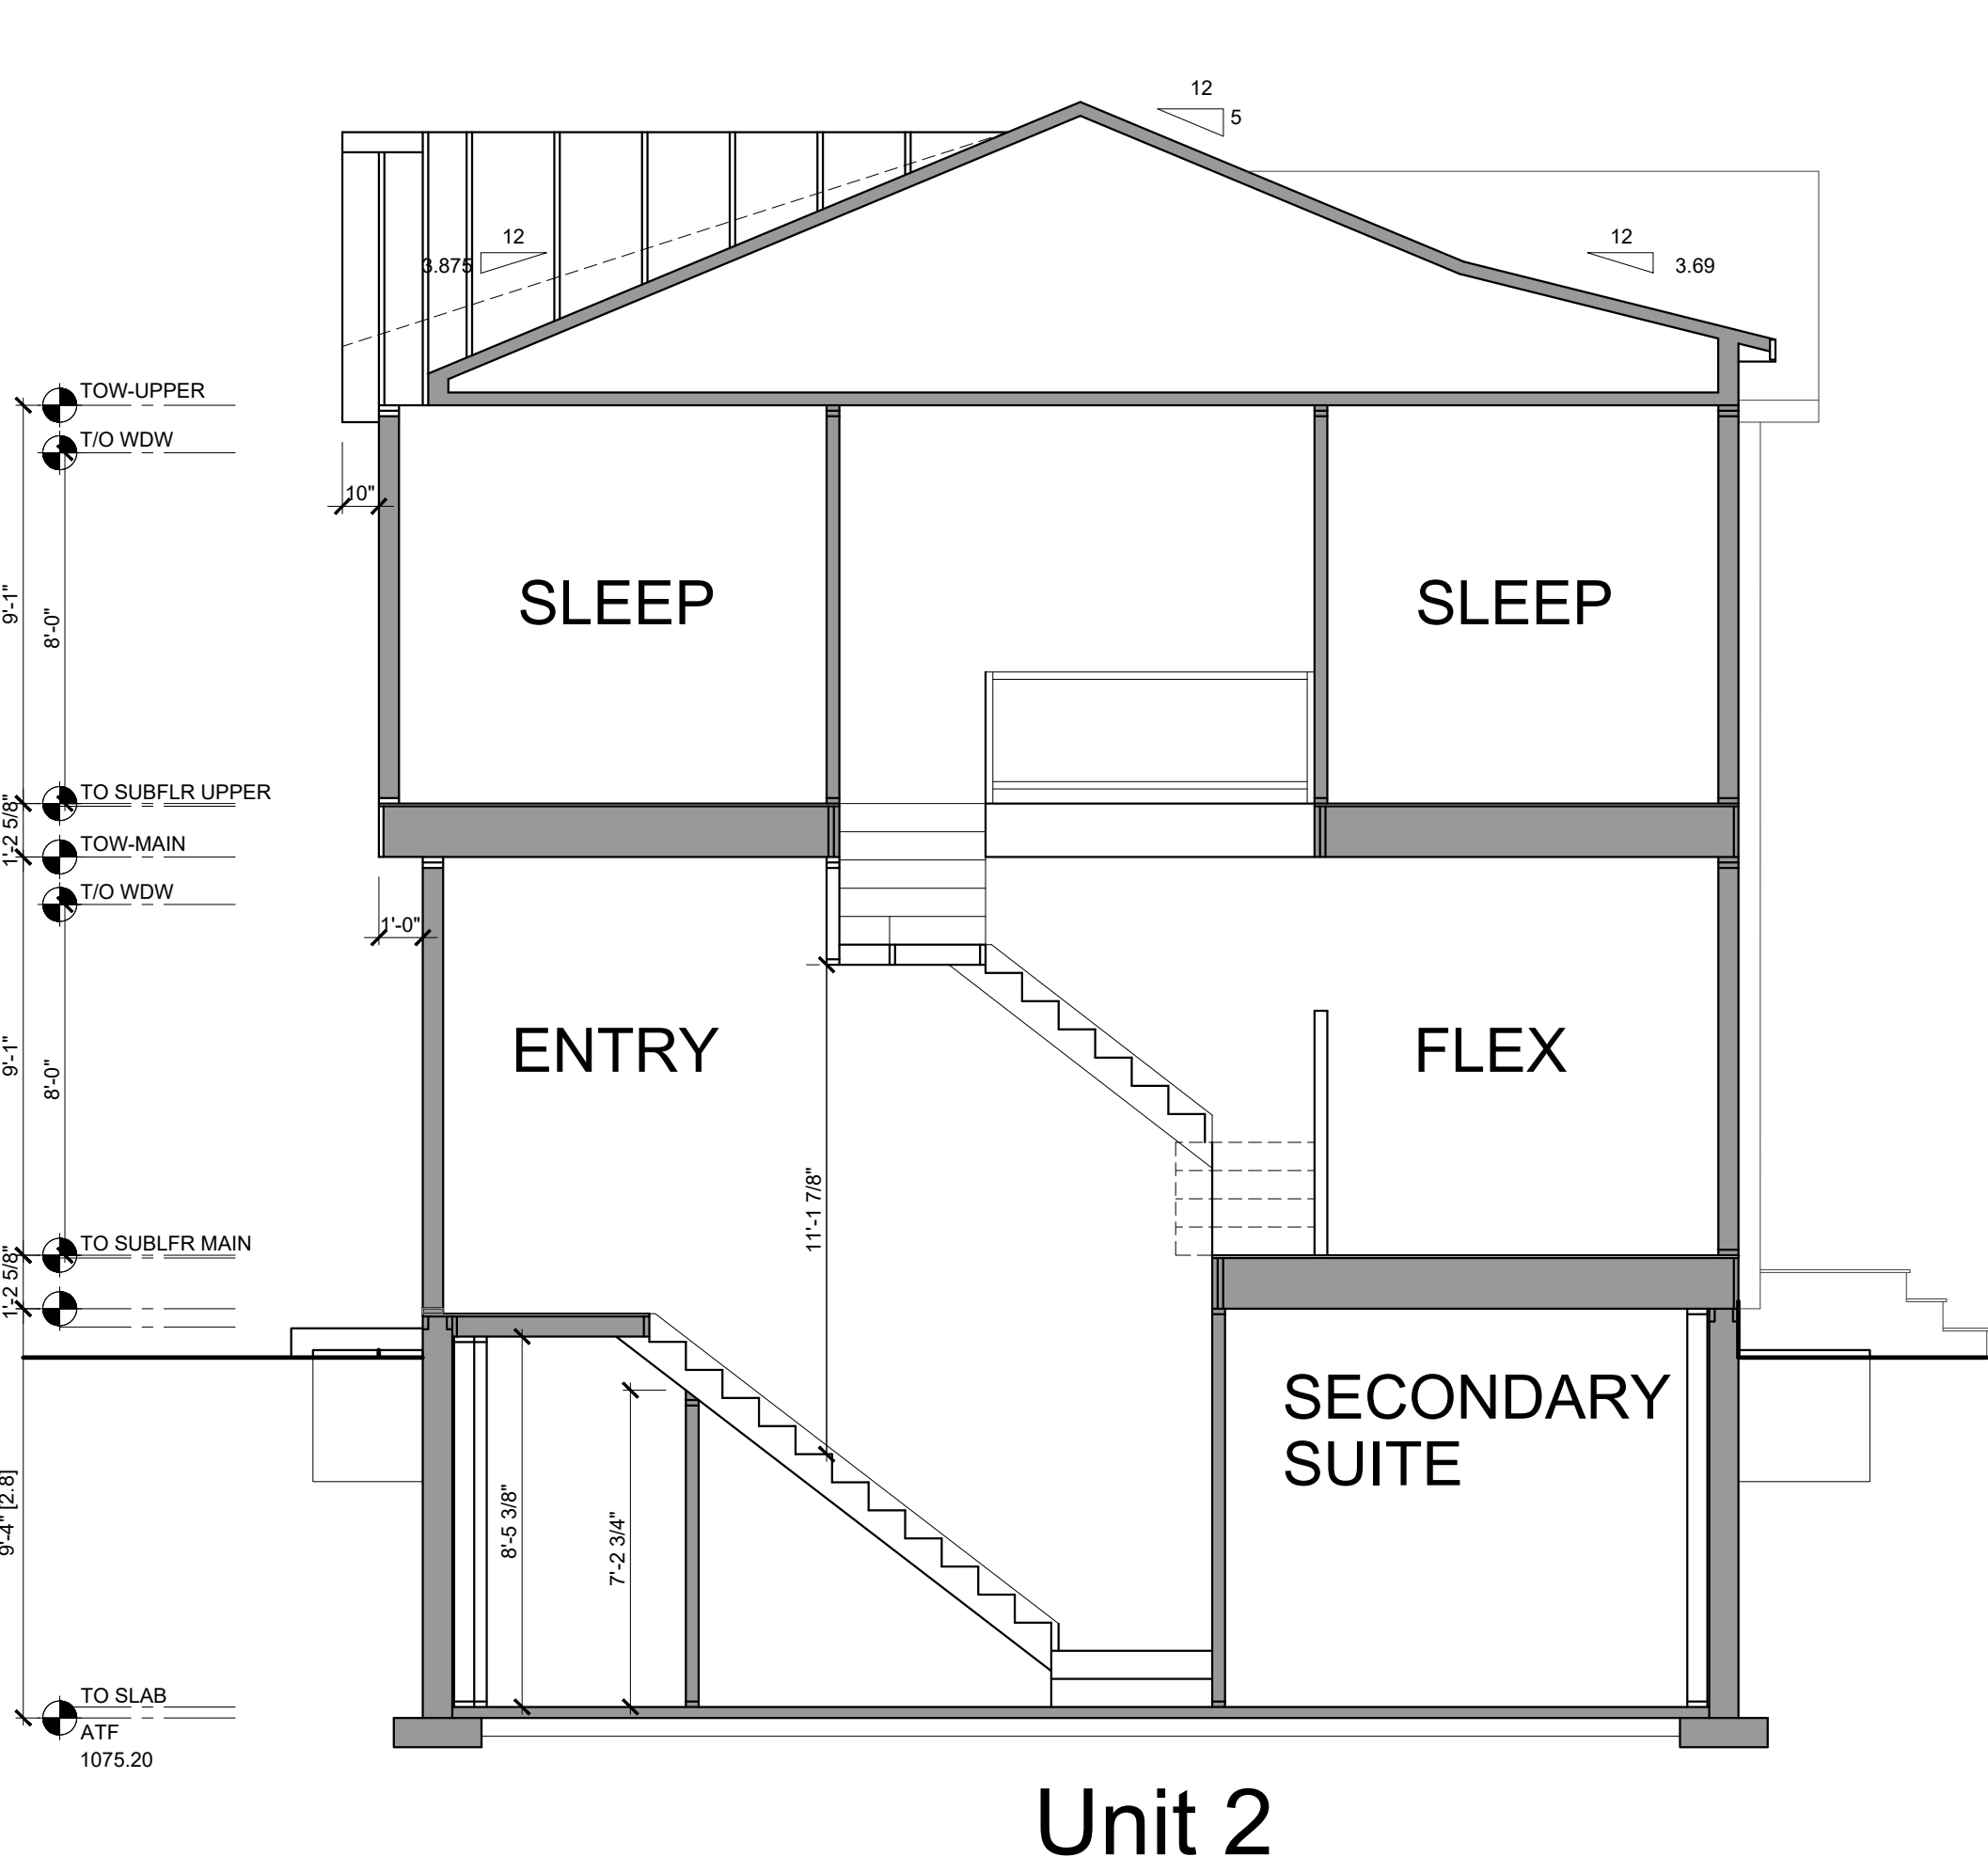 12
5
12
3.875
12
3.69
TOW-UPPER
T/O WDW
10"
9'-1"
8'-0"
SLEEP
SLEEP
TO SUBFLR UPPER
1'-2 5/8"
TOW-MAIN
T/O WDW
1'-0"
9'-1"
8'-0"
ENTRY
FLEX
11'-1 7/8"
TO SUBLFR MAIN
1'-2 5/8"
SECONDARY
SUITE
9'-4" [2.8]
8'-5 3/8"
7'-2 3/4"
TO SLAB
ATF
1075.20
Unit 2